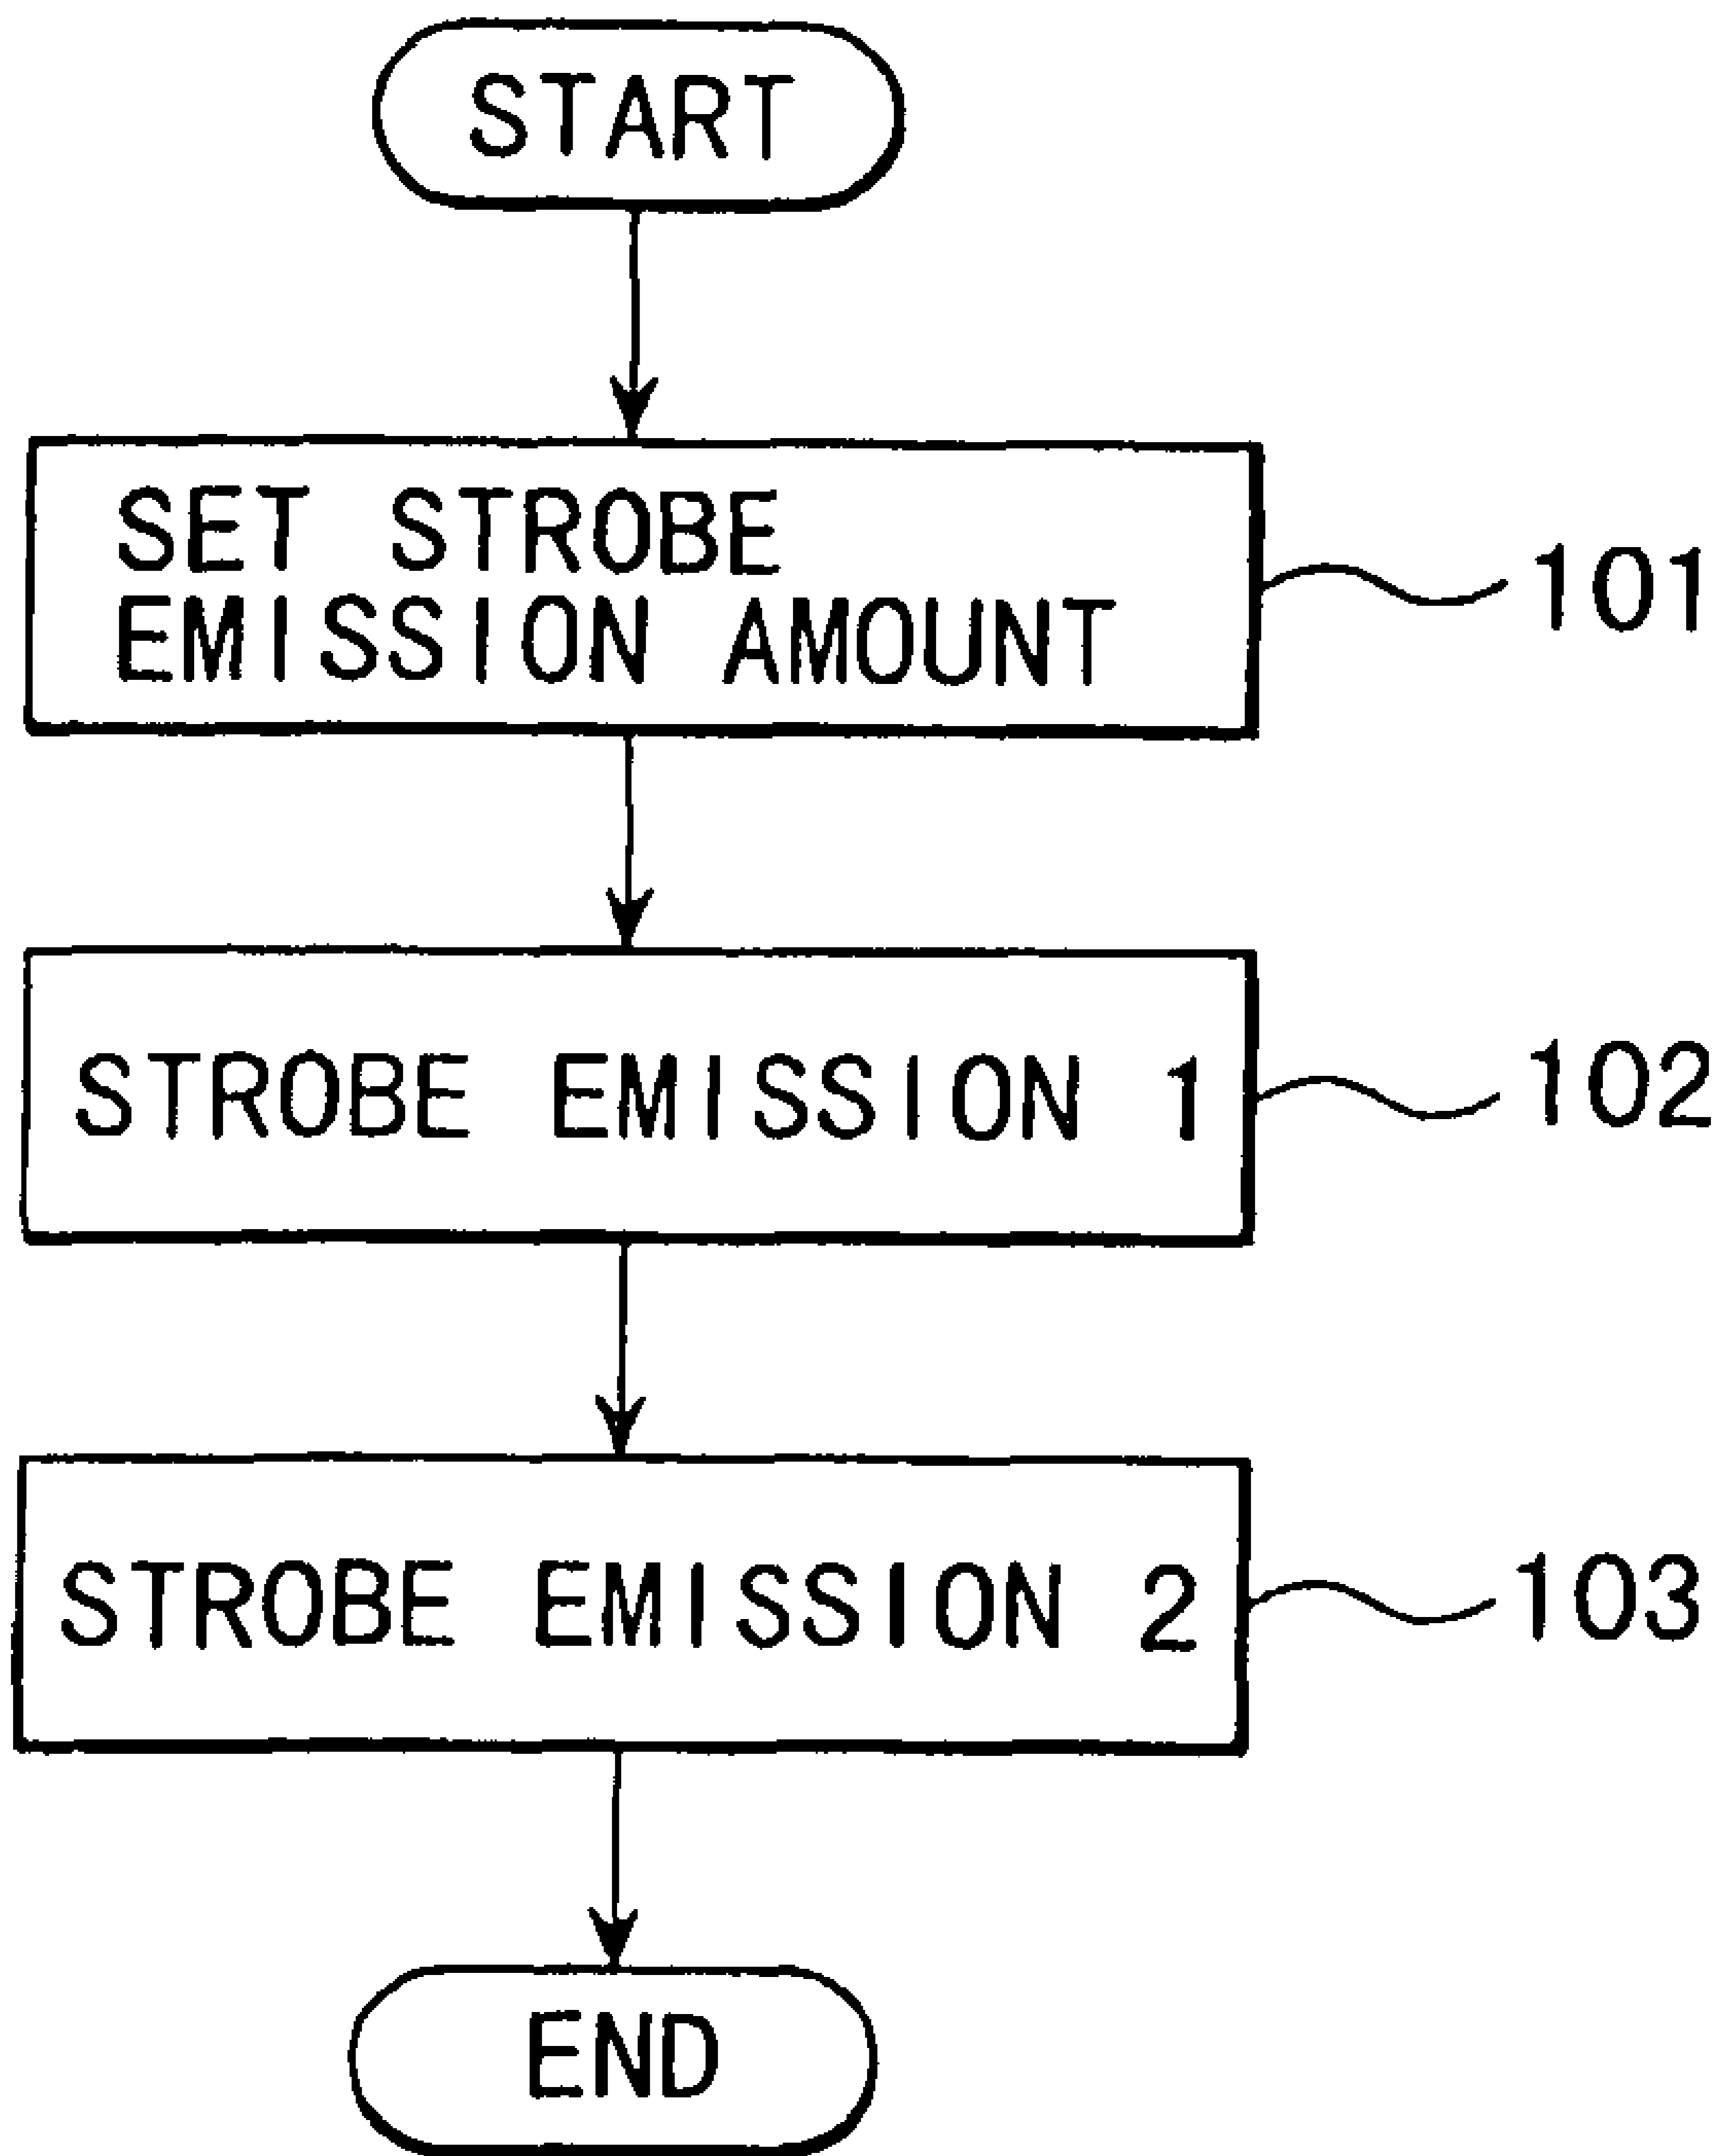 START
SET STROBE
EMISSION AMOUNT
101
STROBE EMISSION 1
102
STROBE EMISSION 2
103
END